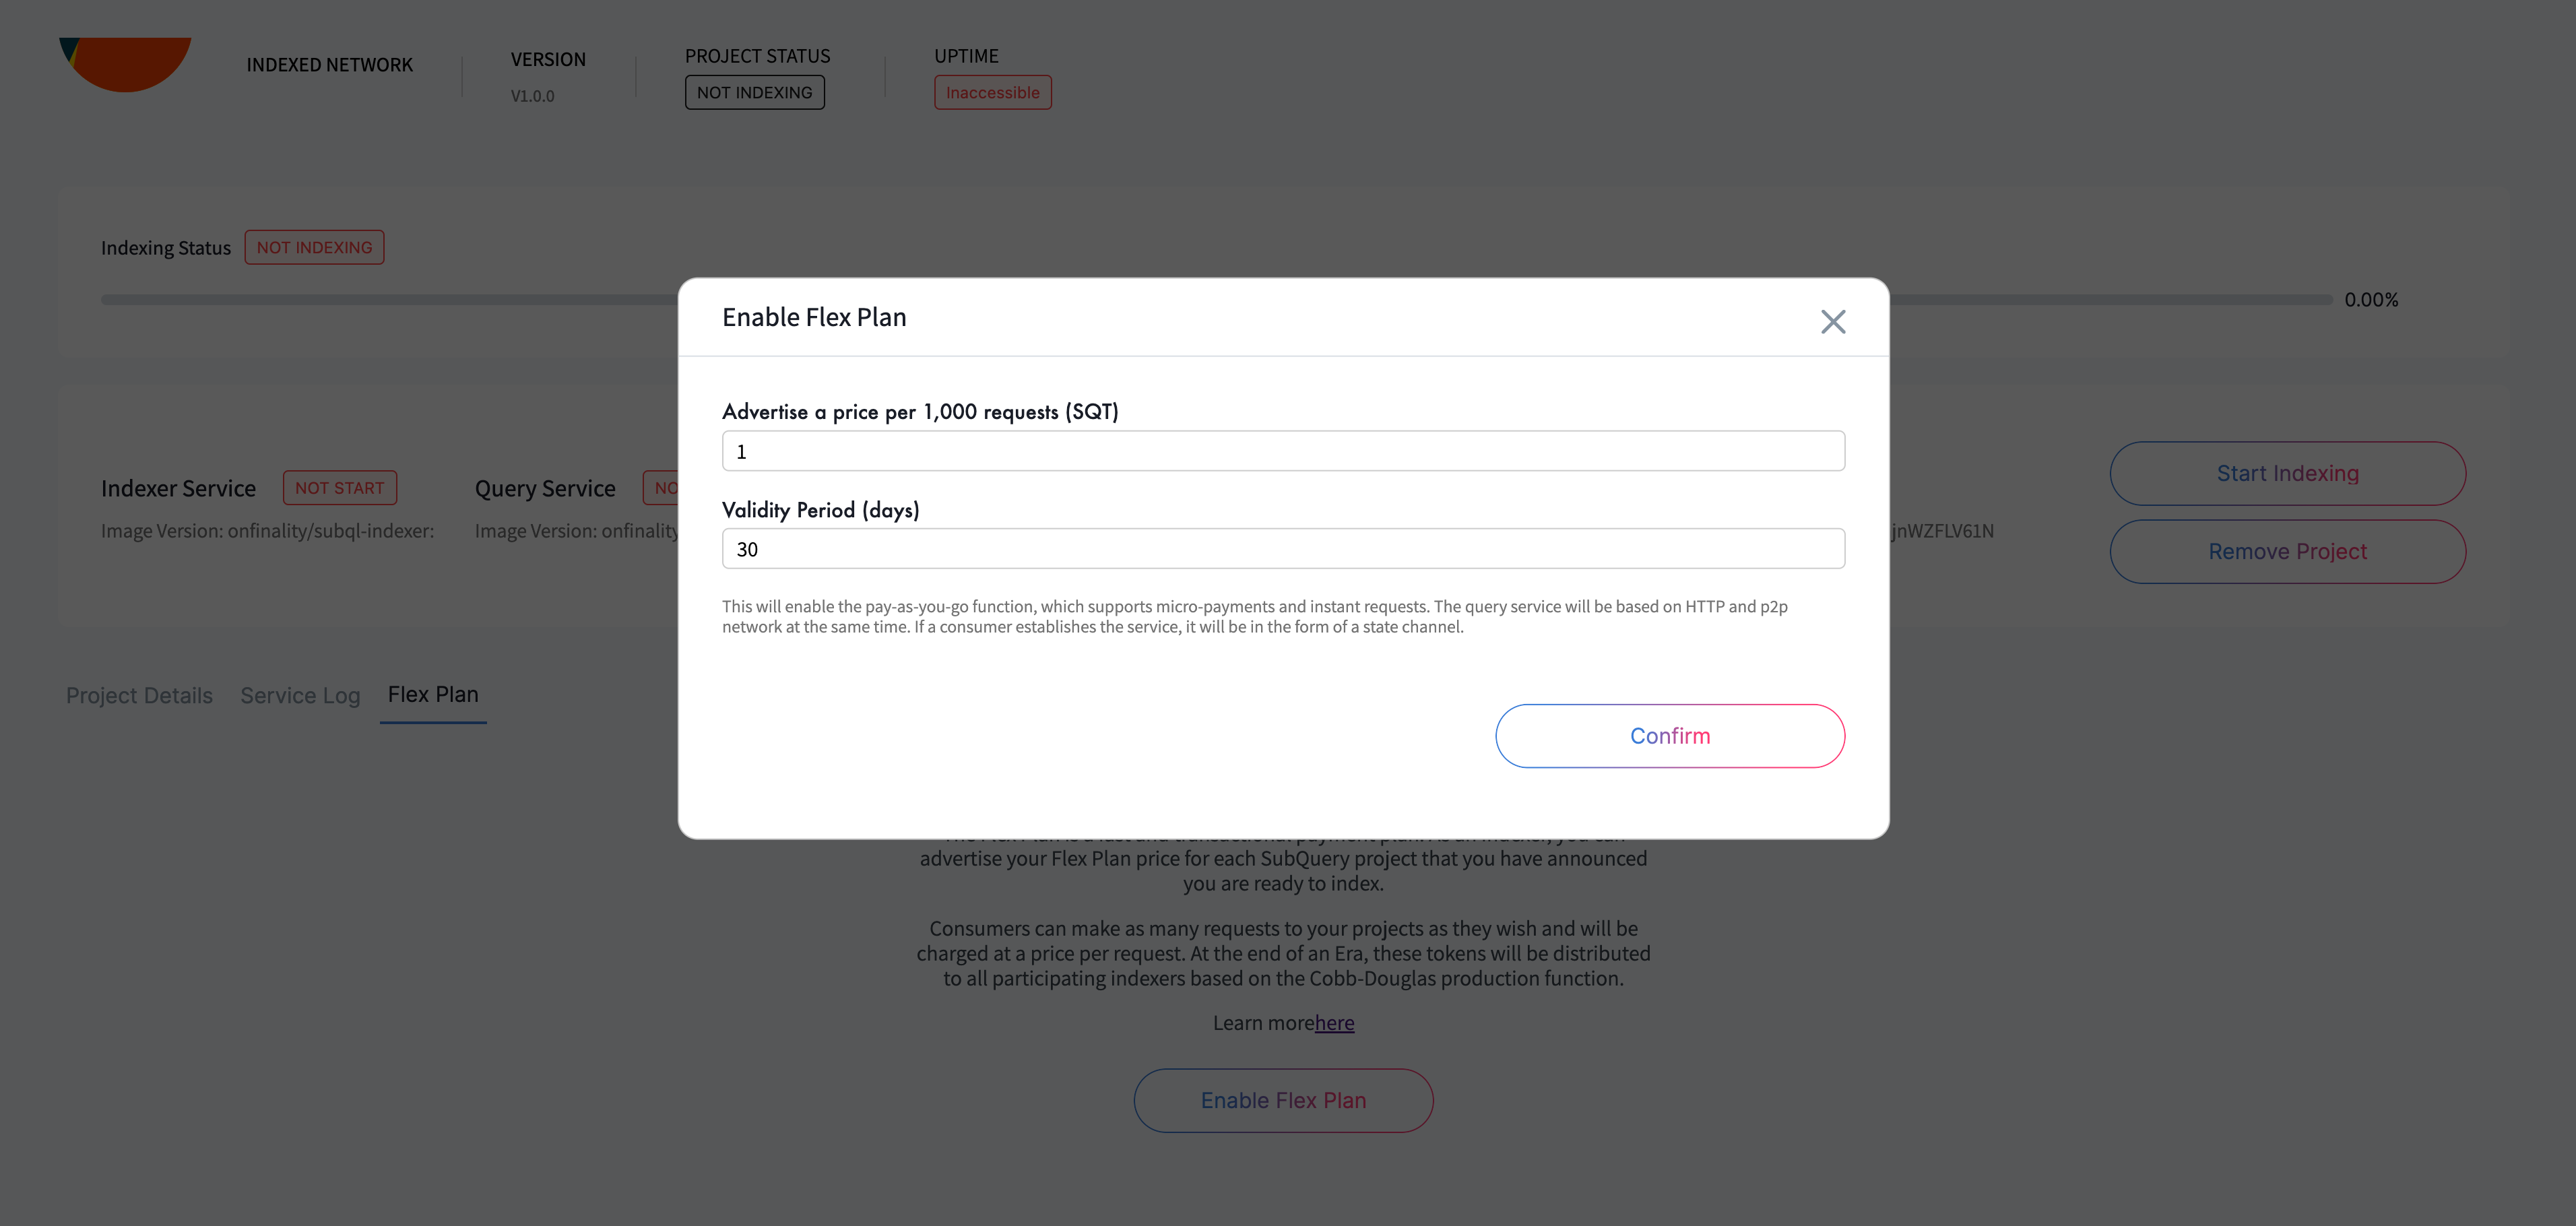 INDEXED NETWORK
VERSION
V1.0.0
PROJECT STATUS
NOT INDEXING
UPTIME
Inaccessible
Indexing Status
NOT INDEXING
0.00%
Enable Flex Plan
Advertise a price per 1,000 requests (SQT)
1
Validity Period (days)
30
This will enable the pay-as-you-go function, which supports micro-payments and instant requests. The query service will be based on HTTP and p2p
network at the same time. If a consumer establishes the service, it will be in the form of a state channel.
Confirm
Indexer Service
NOT START
Image Version: onfinality/subql-indexer:
Query Service
NO
Image Version: onfinality
jnWZFLV61N
Start Indexing
Remove Project
Project Details
Service Log
Flex Plan
advertise your Flex Plan price for each SubQuery project that you have announced
you are ready to index.
Consumers can make as many requests to your projects as they wish and will be
charged at a price per request. At the end of an Era, these tokens will be distributed
to all participating indexers based on the Cobb-Douglas production function.
Learn morehere
Enable Flex Plan